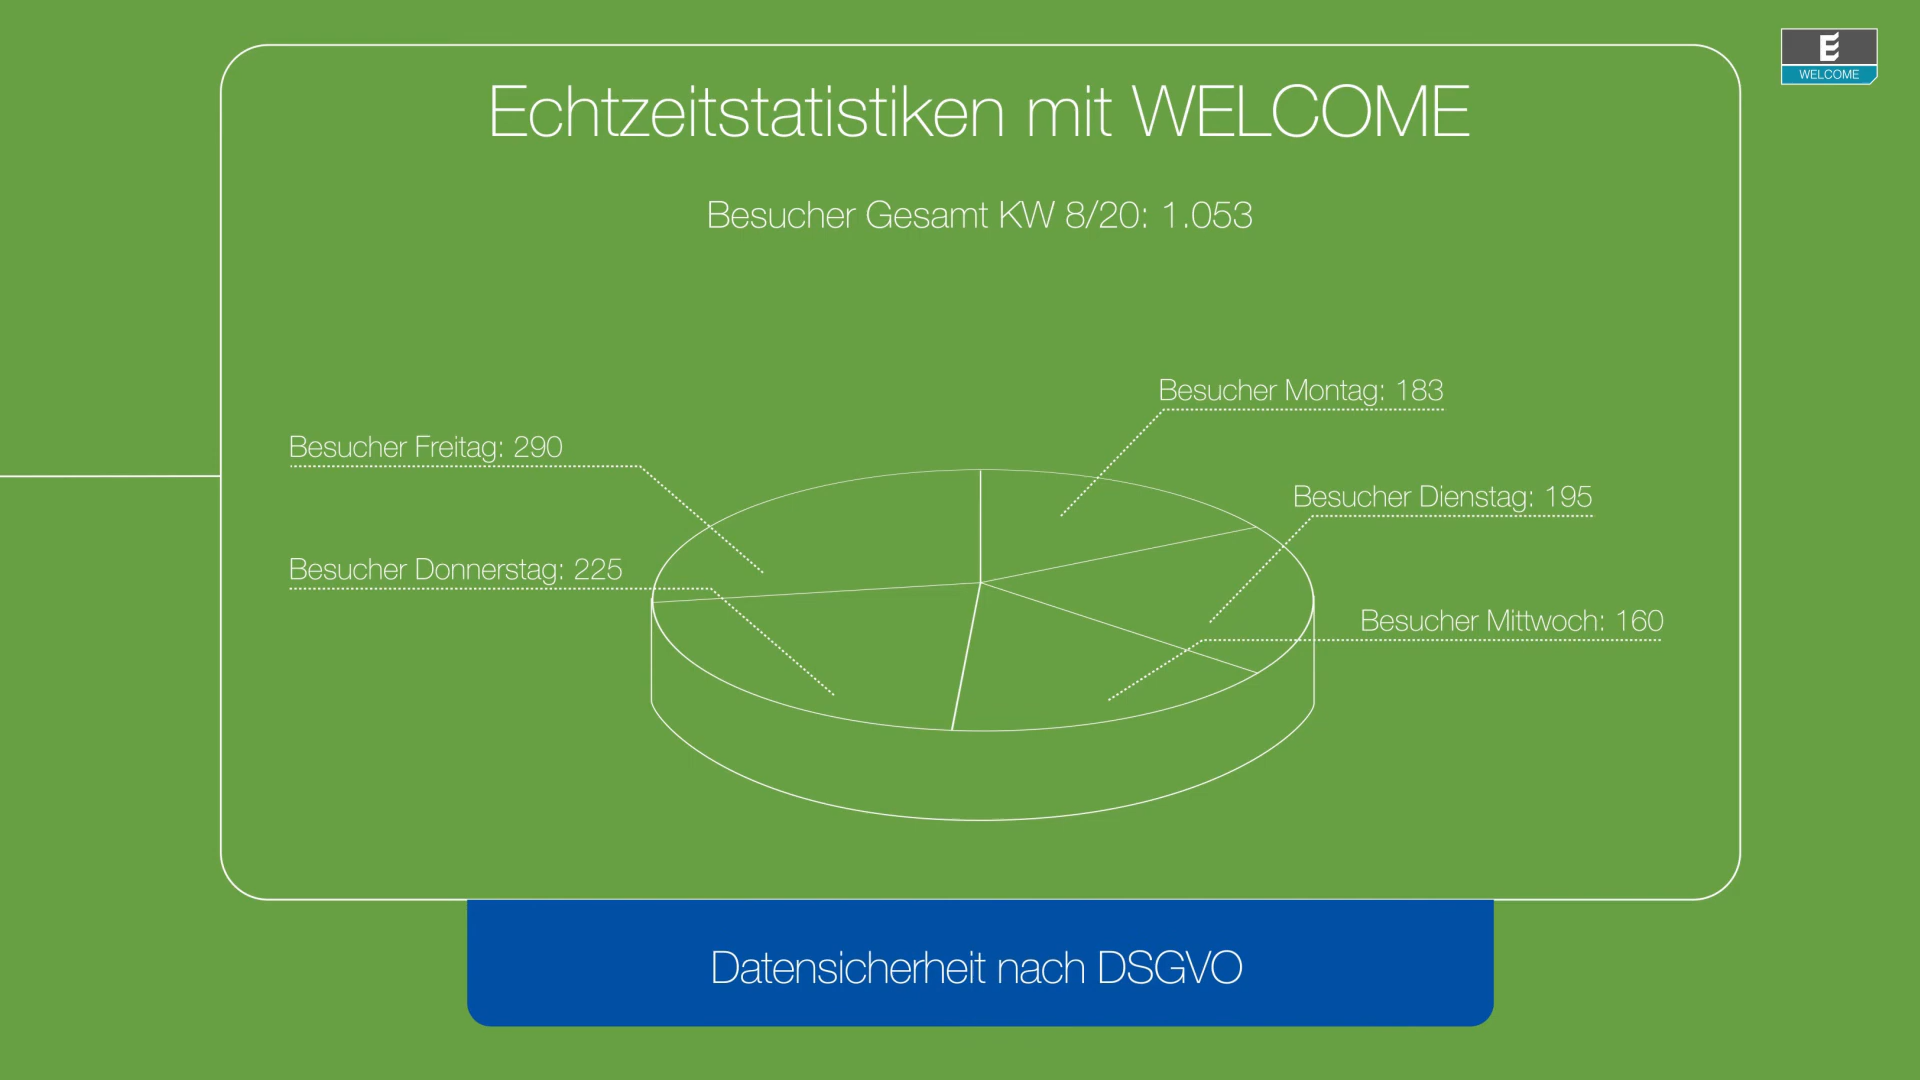 E
WELCOME
Echtzeitstatistiken mit WELCOME
Besucher Gesamt KW 8/20: 1.053
Besucher Montag: 183
Besucher Freitag: 290
Besucher Dienstag: 195
Besucher Donnerstag: 225
Besucher Mittwoch: 160
Datensicherheit nach DSGVO